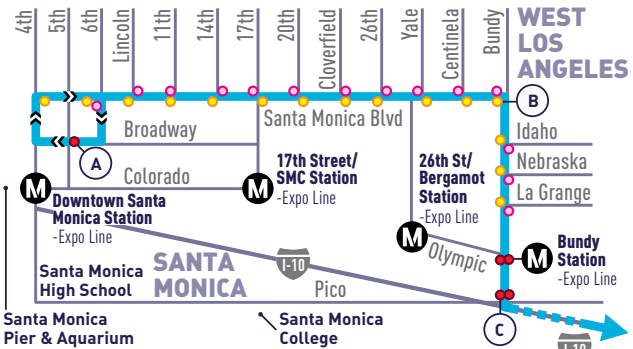 4th
5th
6th
Lincoln
11th
14th
17th
20th
Cloverfield
26th
Yale
Centinela
Bundy
WEST
LOS
ANGELES
B
Santa Monica Blvd
Broadway
Idaho
A
Nebraska
Colorado
La Grange
M
Downtown Santa
Monica Station
-Expo Line
M
17th Street/
SMC Station
-Expo Line
26th St/
Bergamot
Station
-Expo Line
M
Olympic
M
Bundy
Station
-Expo Line
I-10
SANTA
MONICA
Santa Monica
High School
Pico
Santa Monica
Pier & Aquarium
Santa Monica
College
C
I-10